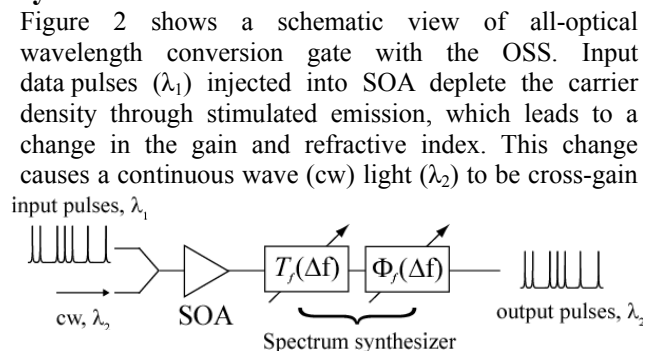 Figure 2 shows a schematic view of all-optical
wavelength conversion gate with the OSS. Input
data pulses (λ₁) injected into SOA deplete the carrier
density through stimulated emission, which leads to a
change in the gain and refractive index. This change
causes a continuous wave (cw) light (λ₂) to be cross-gain
input pulses, λ₁
T_f(Δf) Φ_f(Δf)
cw, λ₂ SOA output pulses, λ₂
Spectrum synthesizer